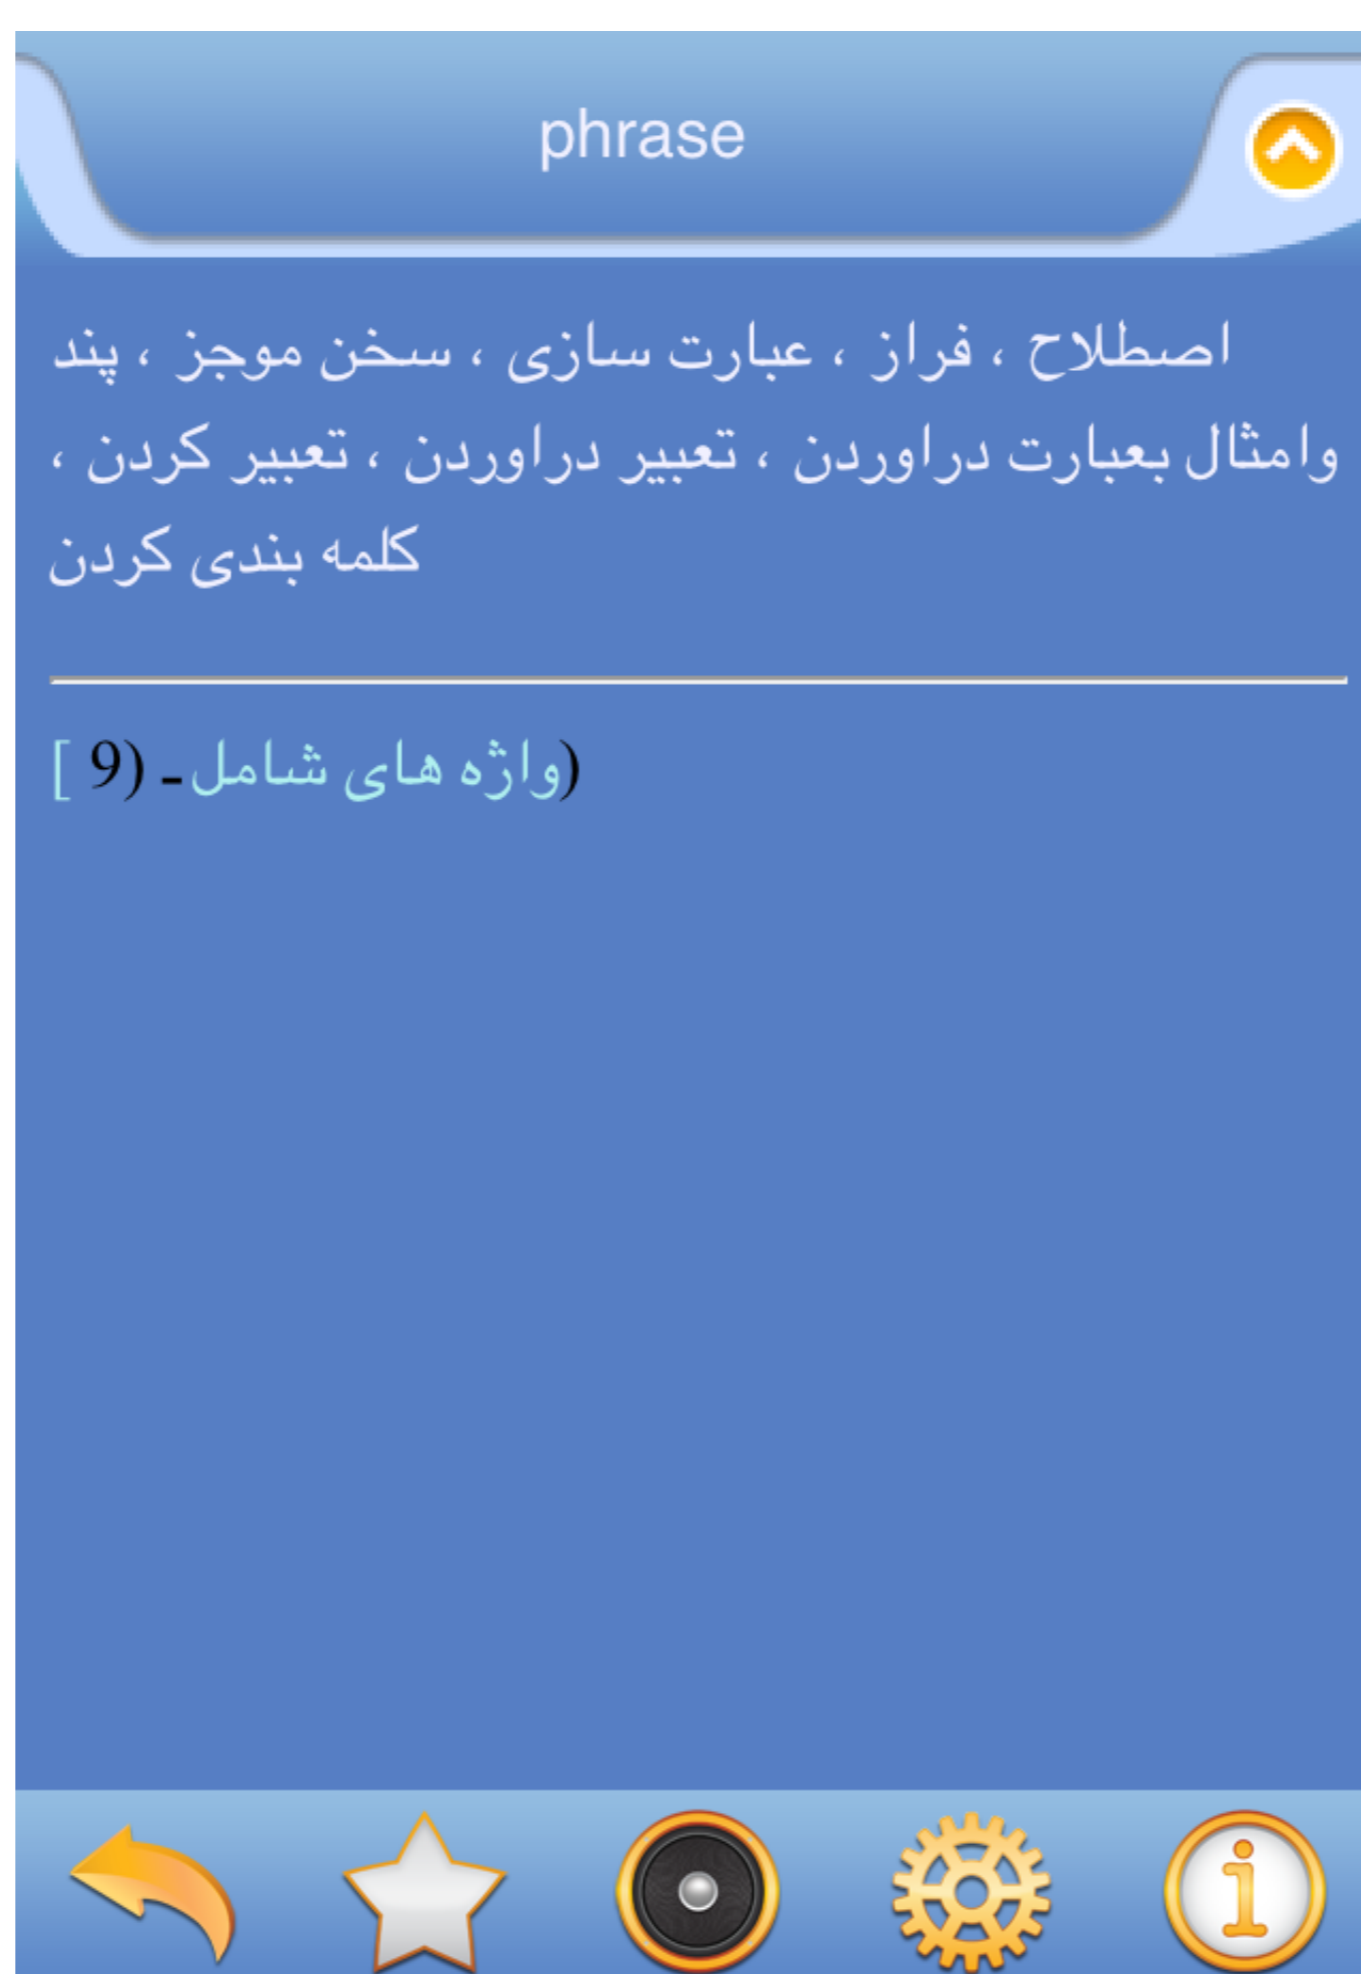 phrase
اصطلاح ، فراز ، عبارت سازی ، سخن موجز ، پند
وامثال بعبارت دراوردن ، تعبیر دراوردن ، تعبیر کردن ،
کلمه بندی کردن
(واژه های شامل - (9 ]